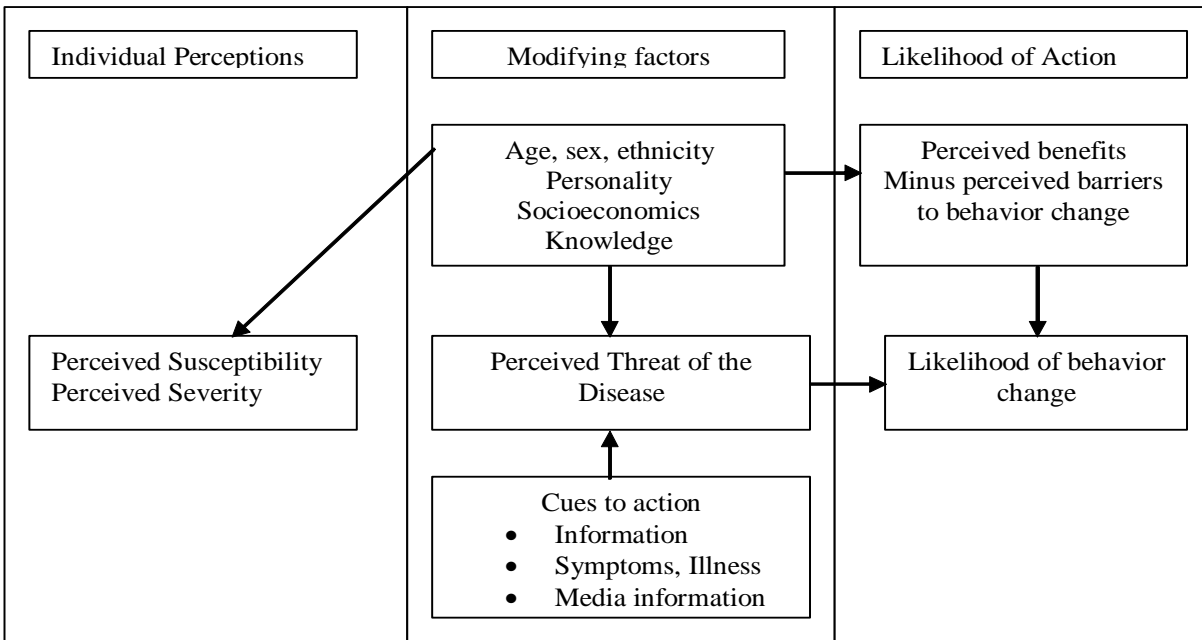 Individual Perceptions
Modifying factors
Likelihood of Action
Age, sex, ethnicity
Personality
Socioeconomics
Knowledge
Perceived benefits
Minus perceived barriers
to behavior change
Perceived Susceptibility
Perceived Severity
Perceived Threat of the
Disease
Likelihood of behavior
change
Cues to action
• Information
• Symptoms, Illness
• Media information